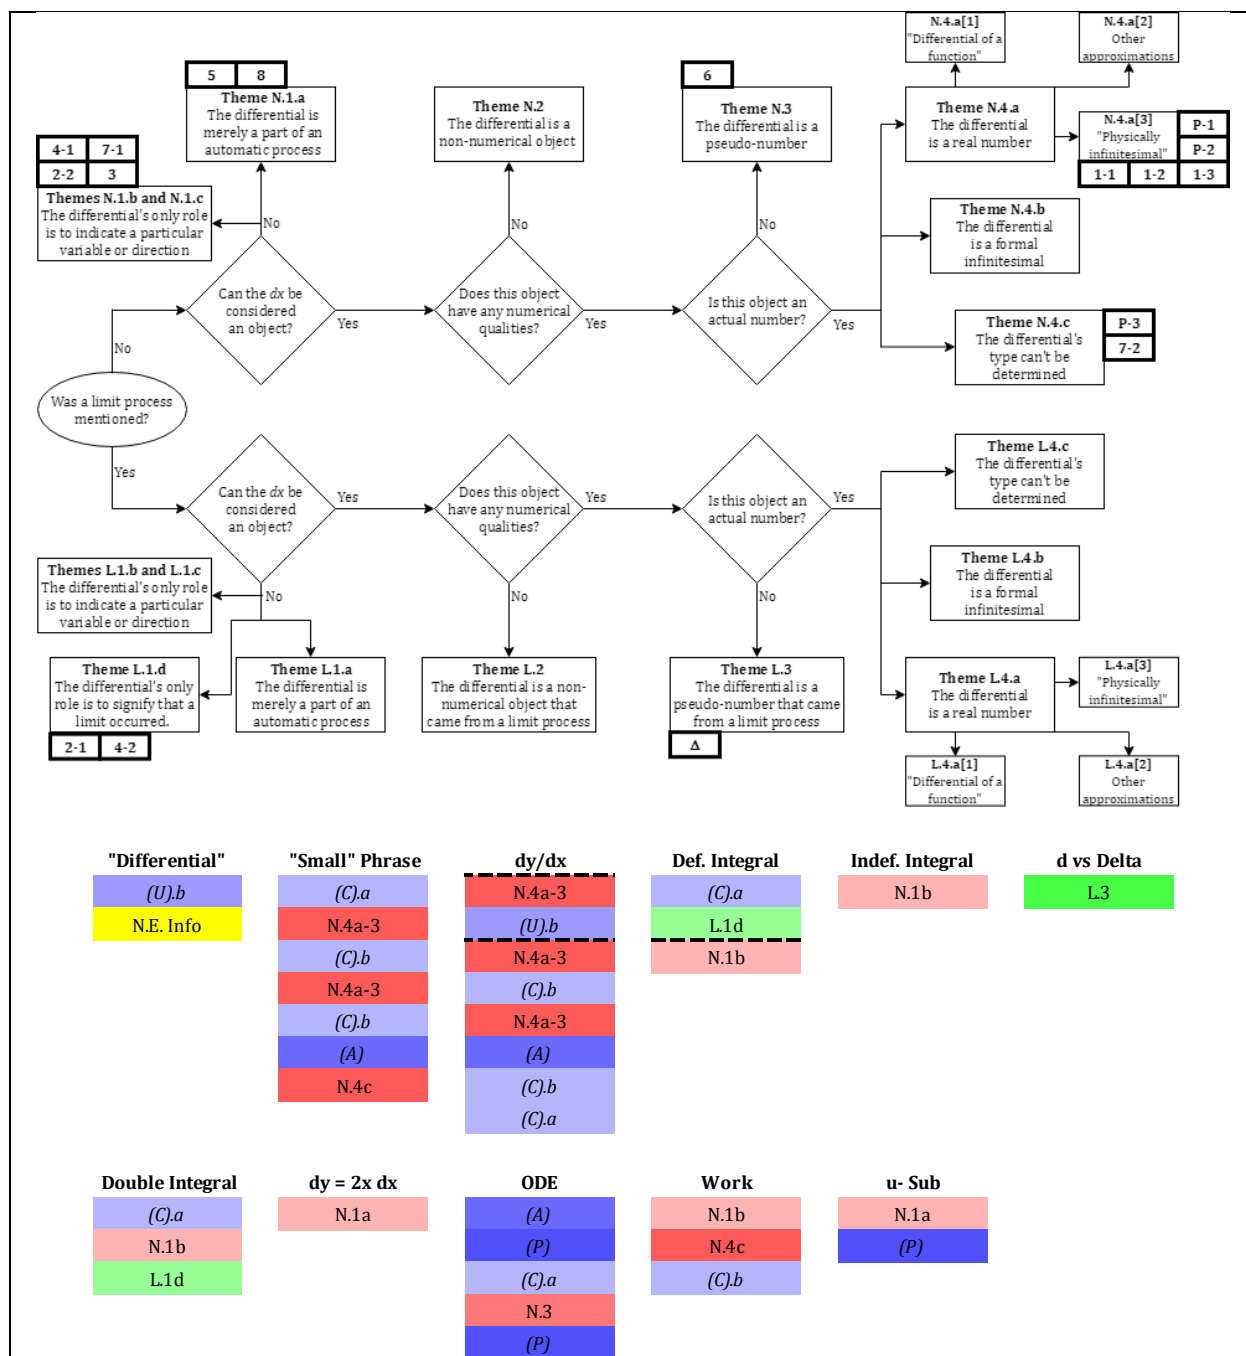 N.4.a[1]
"Differential of a
function"
N.4.a[2]
Other
approximations
5 8
Theme N.1.a
The differential is
merely a part of an
automatic process
Theme N.2
The differential is a
non-numerical object
6
Theme N.3
The differential is a
pseudo-number
Theme N.4.a
The differential
is a real number
N.4.a[3]
"Physically
infinitesimal"
P-1
P-2
1-1 1-2 1-3
4-1 7-1
2-2 3
Themes N.1.b and N.1.c
The differential's only role
is to indicate a particular
variable or direction
No
No
No
Theme N.4.b
The differential
is a formal
infinitesimal
Can the dx be
considered
an object?
Yes
Does this object
have any numerical
qualities?
Yes
Is this object an
actual number?
Yes
Theme N.4.c
The differential's
type can't be
determined
P-3
7-2
No
Was a limit process
mentioned?
Yes
Can the dx be
considered
an object?
Yes
Does this object
have any numerical
qualities?
Yes
Is this object an
actual number?
Yes
Theme L.4.c
The differential's
type can't be
determined
Themes L.1.b and L.1.c
The differential's only role
is to indicate a particular
variable or direction
No
No
No
Theme L.4.b
The differential
is a formal
infinitesimal
Theme L.1.d
The differential's only
role is to signify that a
limit occurred.
2-1 4-2
Theme L.1.a
The differential is
merely a part of an
automatic process
Theme L.2
The differential is a non-
numerical object that
came from a limit process
Theme L.3
The differential is a
pseudo-number that came
from a limit process
Δ
Theme L.4.a
The differential
is a real number
L.4.a[3]
"Physically
infinitesimal"
L.4.a[1]
"Differential of a
function"
L.4.a[2]
Other
approximations
"Differential"
(U).b
N.E. Info
"Small" Phrase
(C).a
N.4a-3
(C).b
N.4a-3
(C).b
(A)
N.4c
dy/dx
N.4a-3
(U).b
N.4a-3
(C).b
N.4a-3
(A)
(C).b
(C).a
Def. Integral
(C).a
L.1d
N.1b
Indef. Integral
N.1b
d vs Delta
L.3
Double Integral
(C).a
N.1b
L.1d
dy = 2x dx
N.1a
ODE
(A)
(P)
(C).a
N.3
(P)
Work
N.1b
N.4c
(C).b
u- Sub
N.1a
(P)